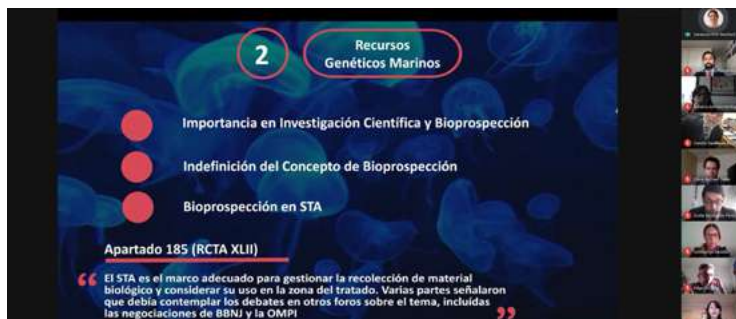 2
Recursos
Genéticos Marinos
Importancia en Investigación Científica y Bioprospección
Indefinición del Concepto de Bioprospección
Bioprospección en STA
Apartado 185 (RCTA XLII)
“ El STA es el marco adecuado para gestionar la recolección de material
biológico y considerar su uso en la zona del tratado. Varias partes señalaron
que debía contemplar los debates en otros foros sobre el tema, incluidas
las negociaciones de BBNJ y la OMPI ”